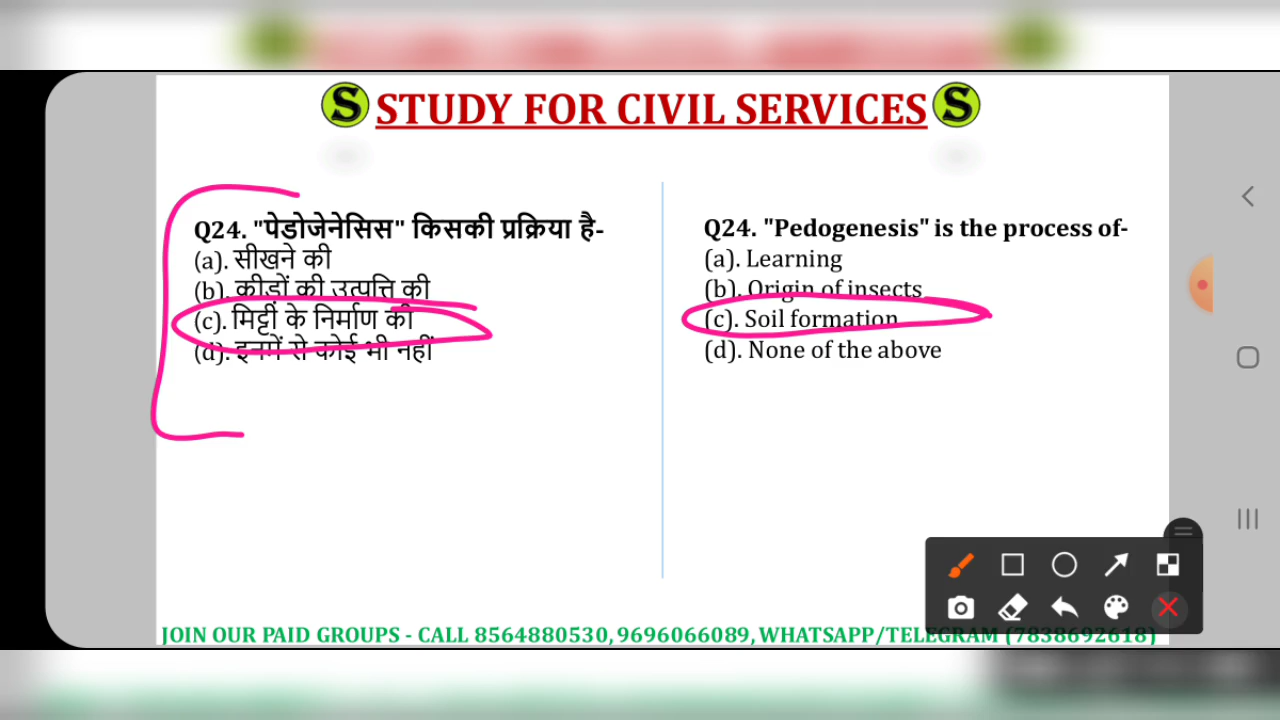 S STUDY FOR CIVIL SERVICES S
Q24. "पेडोजेनेसिस" किसकी प्रक्रिया है-
(a). सीखने की
(b). कीड़ों की उत्पत्ति की
(c). मिट्टी के निर्माण की
(d). इनमें से कोई भी नहीं
Q24. "Pedogenesis" is the process of-
(a). Learning
(b). Origin of insects
(c). Soil formation
(d). None of the above
JOIN OUR PAID GROUPS - CALL 8564880530, 9696066089, WHATSAPP/TELEGRAM (7838692618)